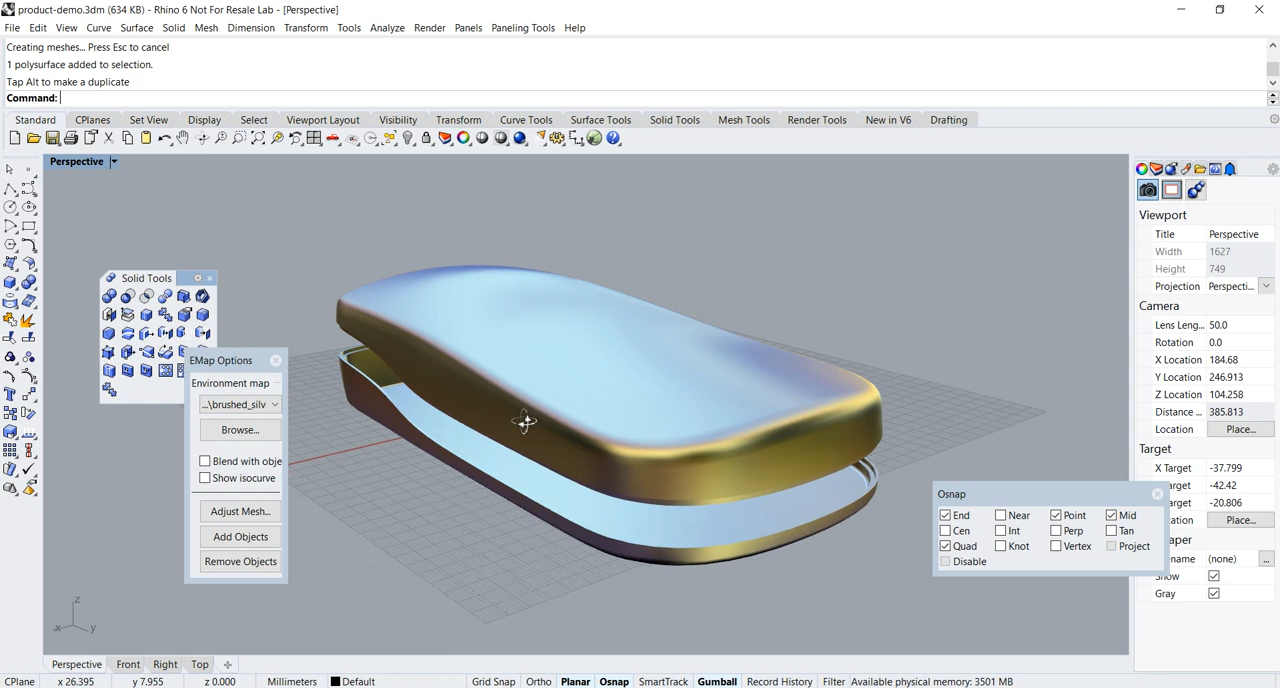 product-demo.3dm (634 KB) - Rhino 6 Not For Resale Lab - [Perspective]
File Edit View Curve Surface Solid Mesh Dimension Transform Tools Analyze Render Panels Paneling Tools Help
Creating meshes... Press Esc to cancel
1 polysurface added to selection.
Tap Alt to make a duplicate
Command:
Standard CPlanes Set View Display Select Viewport Layout Visibility Transform Curve Tools Surface Tools Solid Tools Mesh Tools Render Tools New in V6 Drafting
Perspective
Solid Tools
EMap Options
Environment map
...\brushed_silv
Browse...
Blend with obje
Show isocurve
Adjust Mesh...
Add Objects
Remove Objects
z
x y
Osnap
End Near Point Mid
Cen Int Perp Tan
Quad Knot Vertex Project
Disable
Viewport
Title Perspective
Width 1627
Height 749
Projection Perspecti...
Camera
Lens Leng... 50.0
Rotation 0.0
X Location 184.68
Y Location 246.913
Z Location 104.258
Distance ... 385.813
Location Place...
Target
X Target -37.799
arget -42.42
arget -20.806
cation Place...
aper
name (none) ...
Show
Gray
Perspective Front Right Top
CPlane x 26.395 y 7.955 z 0.000 Millimeters Default Grid Snap Ortho Planar Osnap SmartTrack Gumball Record History Filter Available physical memory: 3501 MB